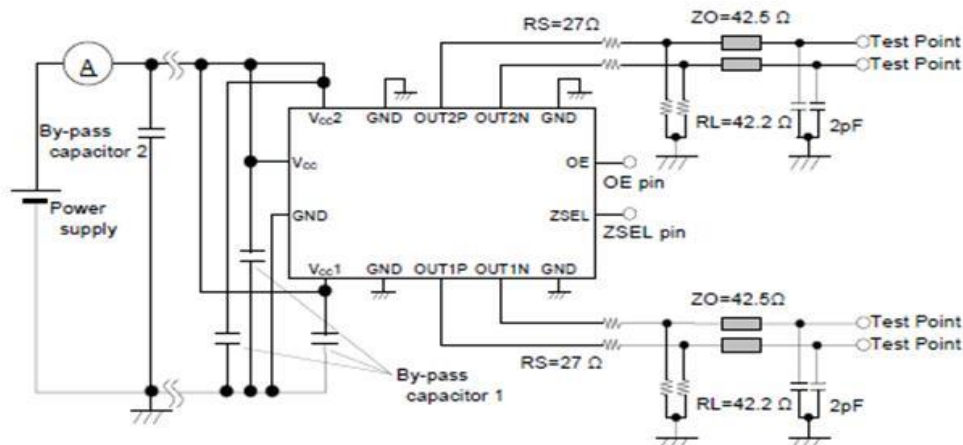 RS=27Ω
ZO=42.5 Ω
Test Point
Test Point
A
By-pass
capacitor 2
Power
supply
Vcc2 GND OUT2P OUT2N GND
RL=42.2 Ω
2pF
Vcc
OE
OE pin
GND
ZSEL
ZSEL pin
Vcc1 GND OUT1P OUT1N GND
ZO=42.5Ω
Test Point
Test Point
RS=27 Ω
By-pass
capacitor 1
RL=42.2 Ω
2pF